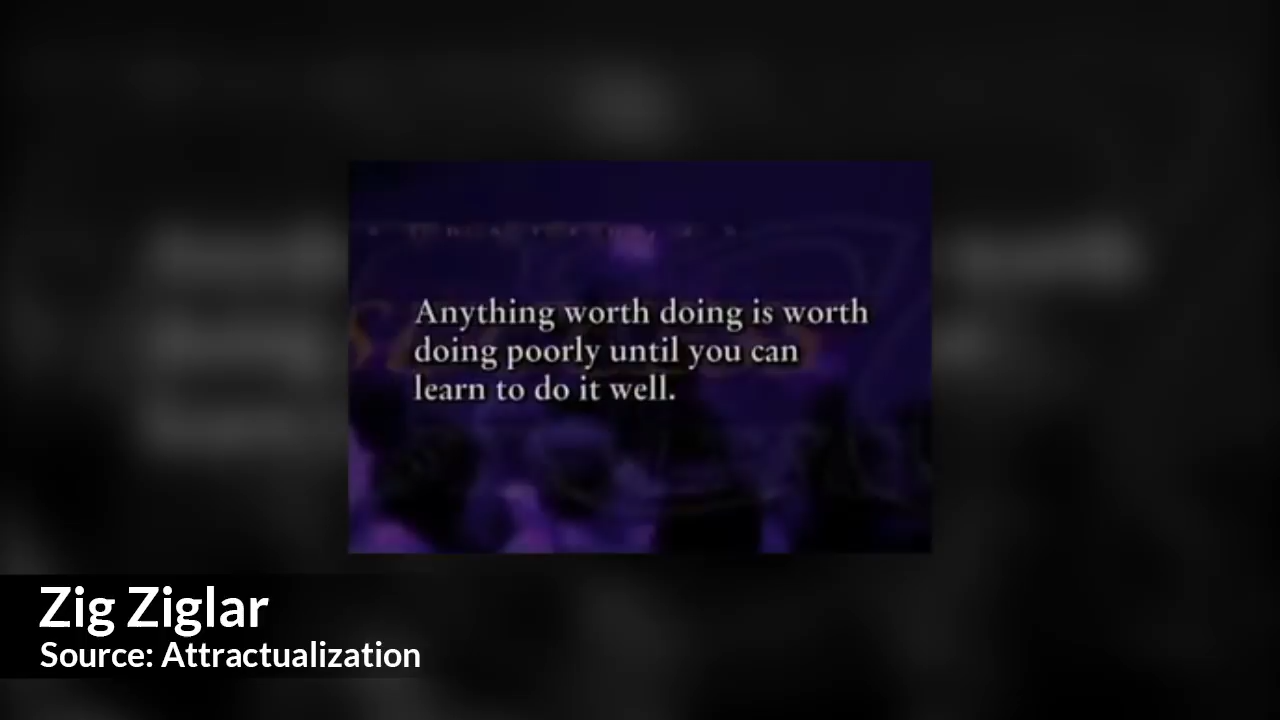 Anything worth doing is worth
doing poorly until you can
learn to do it well.
Zig Ziglar
Source: Attractualization